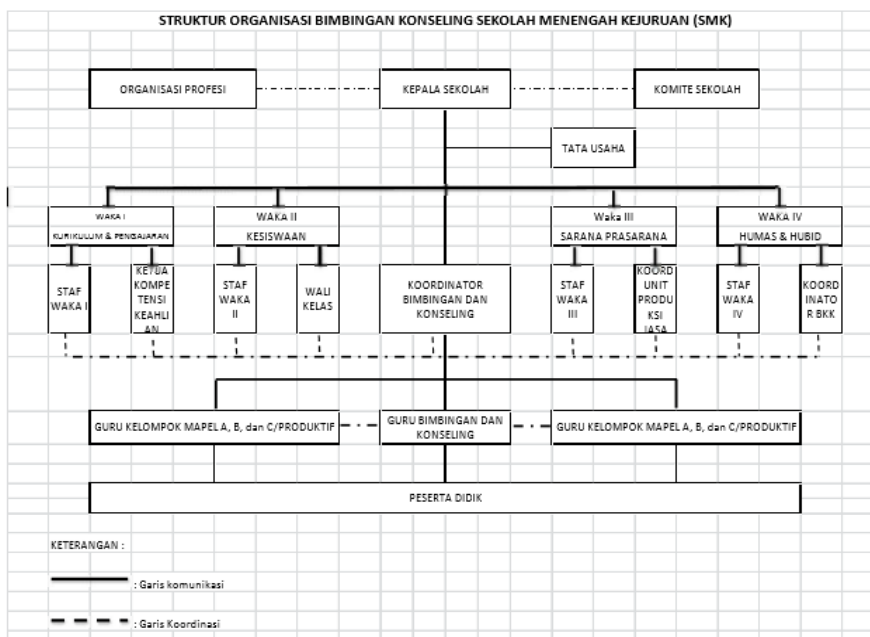 STRUKTUR ORGANISASI BIMBINGAN KONSELING SEKOLAH MENENGAH KEJURUAN (SMK)
ORGANISASI PROFESI
KEPALA SEKOLAH
KOMITE SEKOLAH
TATA USAHA
WAKA I
KURIKULUM & PENGAJARAN
WAKA II
KESISWAAN
Waka III
SARANA PRASARANA
WAKA IV
HUMAS & HUBID
STAF
WAKA I
KETUA
KOMPE
TENSI
KEAHLI
AN
STAF
WAKA
II
WALI
KELAS
KOORDINATOR
BIMBINGAN DAN
KONSELING
STAF
WAKA
III
KOORD
UNIT
PRODU
KSI
JASA
STAF
WAKA
IV
KOORD
INATO
R BKK
GURU KELOMPOK MAPEL A, B, dan C/PRODUKTIF
GURU BIMBINGAN DAN
KONSELING
GURU KELOMPOK MAPEL A, B, dan C/PRODUKTIF
PESERTA DIDIK
KETERANGAN :
: Garis komunikasi
: Garis Koordinasi